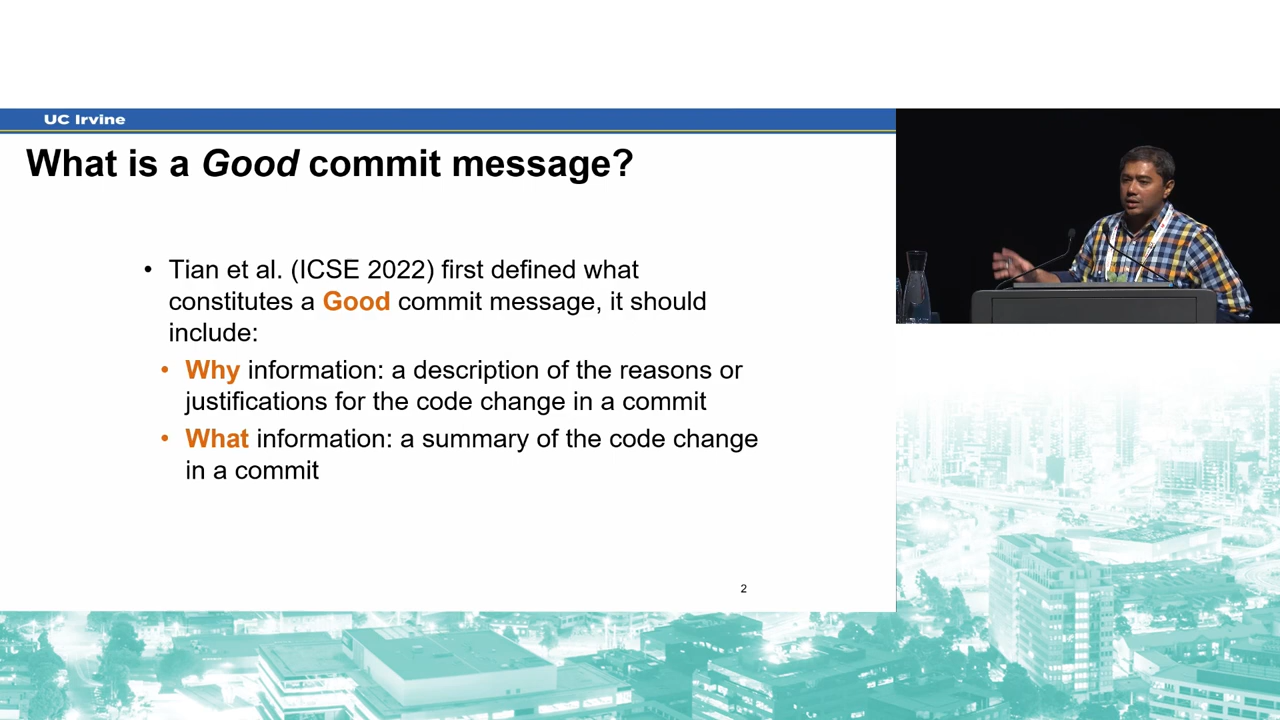 UC Irvine
What is a Good commit message?
• Tian et al. (ICSE 2022) first defined what
constitutes a Good commit message, it should
include:
• Why information: a description of the reasons or
justifications for the code change in a commit
• What information: a summary of the code change
in a commit
2